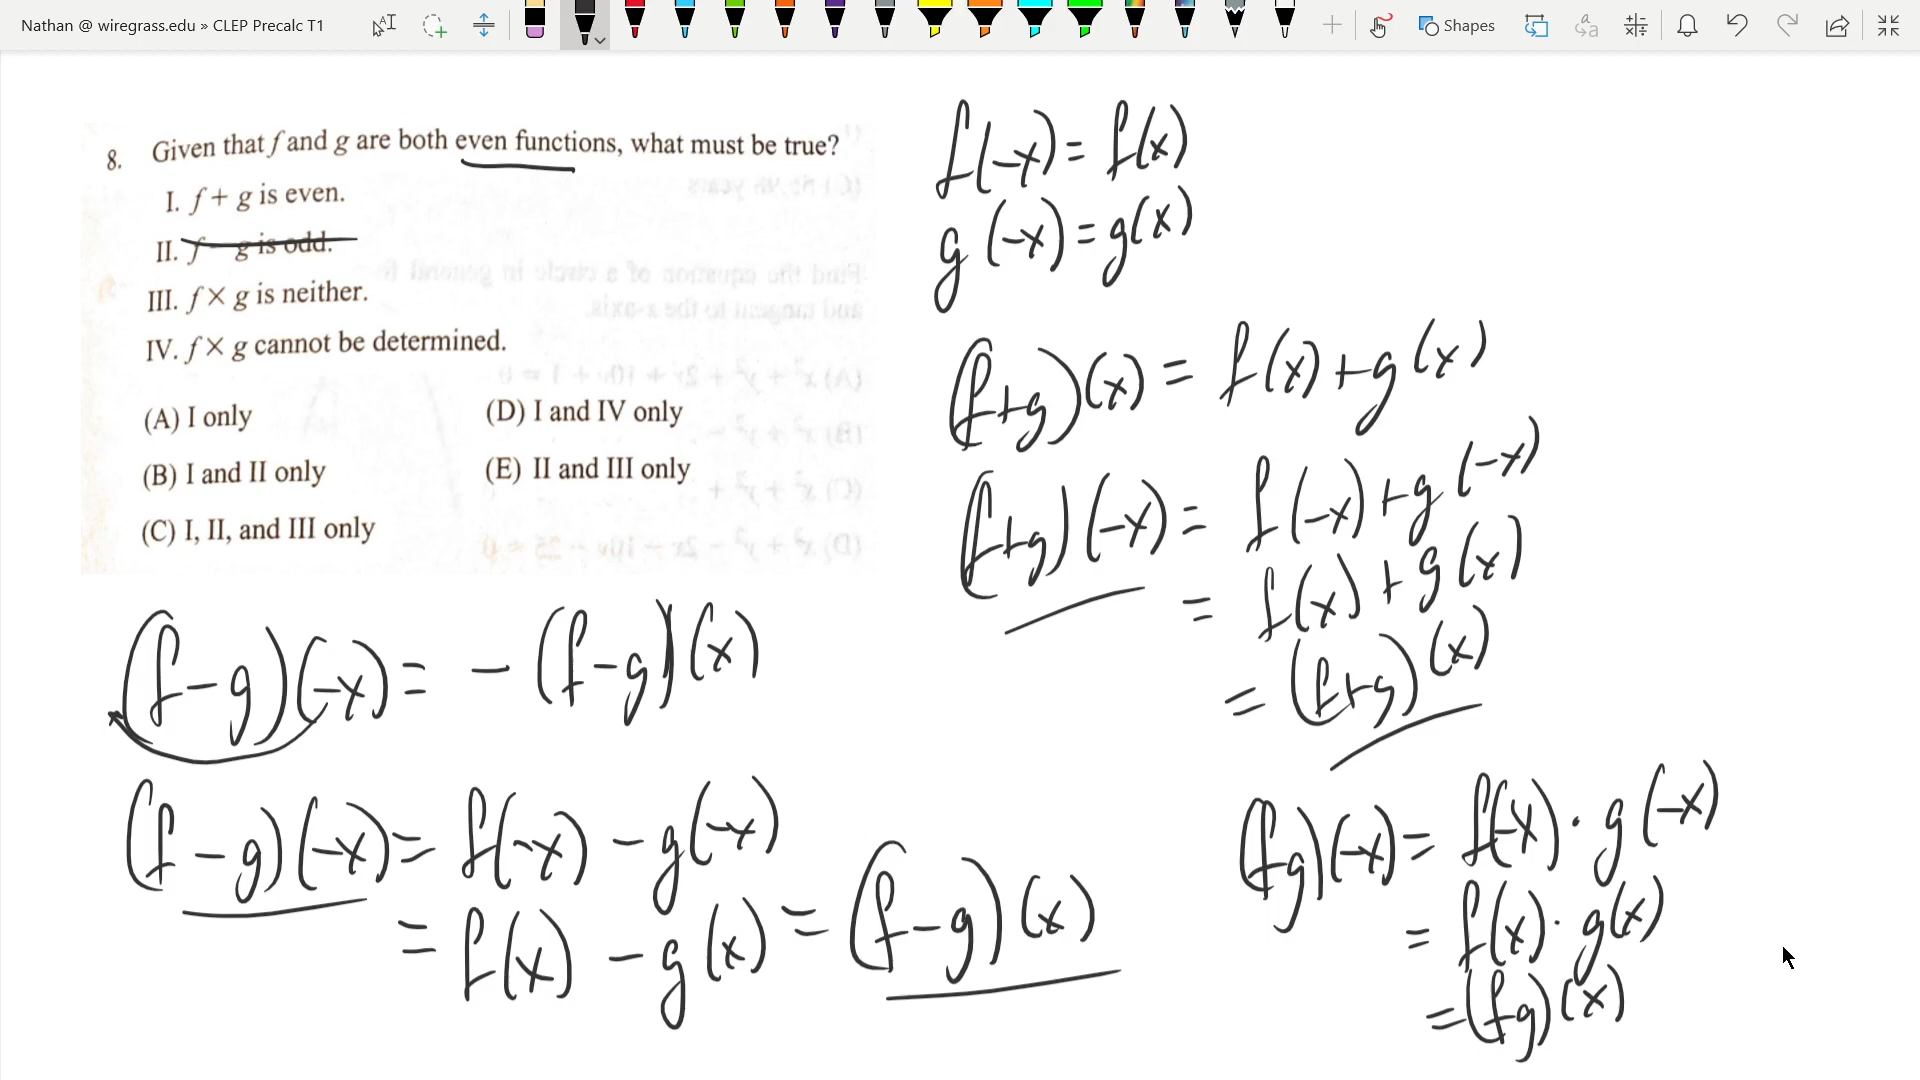 Nathan @ wiregrass.edu » CLEP Precalc T1
Shapes
8. Given that f and g are both even functions, what must be true?
I. f + g is even.
II. f – g is odd.
III. f × g is neither.
IV. f × g cannot be determined.
(A) I only
(D) I and IV only
(B) I and II only
(E) II and III only
(C) I, II, and III only
f(-x) = f(x)
g(-x) = g(x)
(f+g)(x) = f(x)+g(x)
(f+g)(-x) = f(-x)+g(-x)
= f(x)+g(x)
= (f+g)(x)
(f-g)(-x) = -(f-g)(x)
(f-g)(-x) = f(-x) - g(-x)
= f(x) - g(x) = (f-g)(x)
(fg)(-x) = f(-x) · g(-x)
= f(x) · g(x)
= (fg)(x)